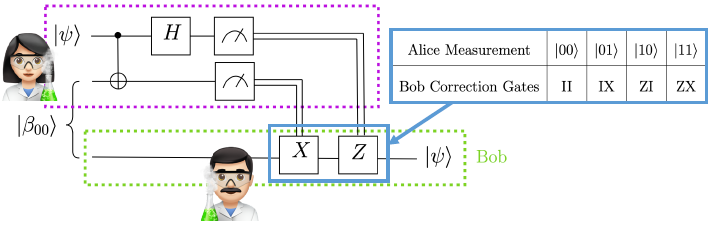 |ψ⟩ H
|β₀₀⟩
X Z |ψ⟩ Bob
Alice Measurement |00⟩ |01⟩ |10⟩ |11⟩
Bob Correction Gates II IX ZI ZX